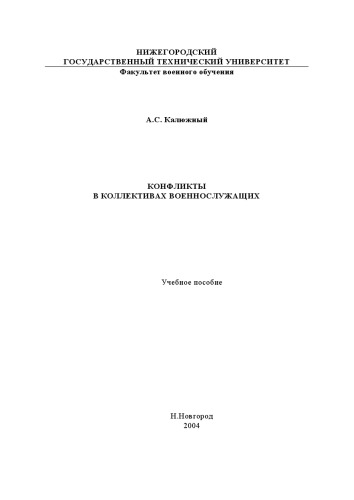 НИЖЕГОРОДСКИЙ
ГОСУДАРСТВЕННЫЙ ТЕХНИЧЕСКИЙ УНИВЕРСИТЕТ
Факультет военного обучения
А.С. Калюжный
КОНФЛИКТЫ
В КОЛЛЕКТИВАХ ВОЕННОСЛУЖАЩИХ
Учебное пособие
Н.Новгород
2004